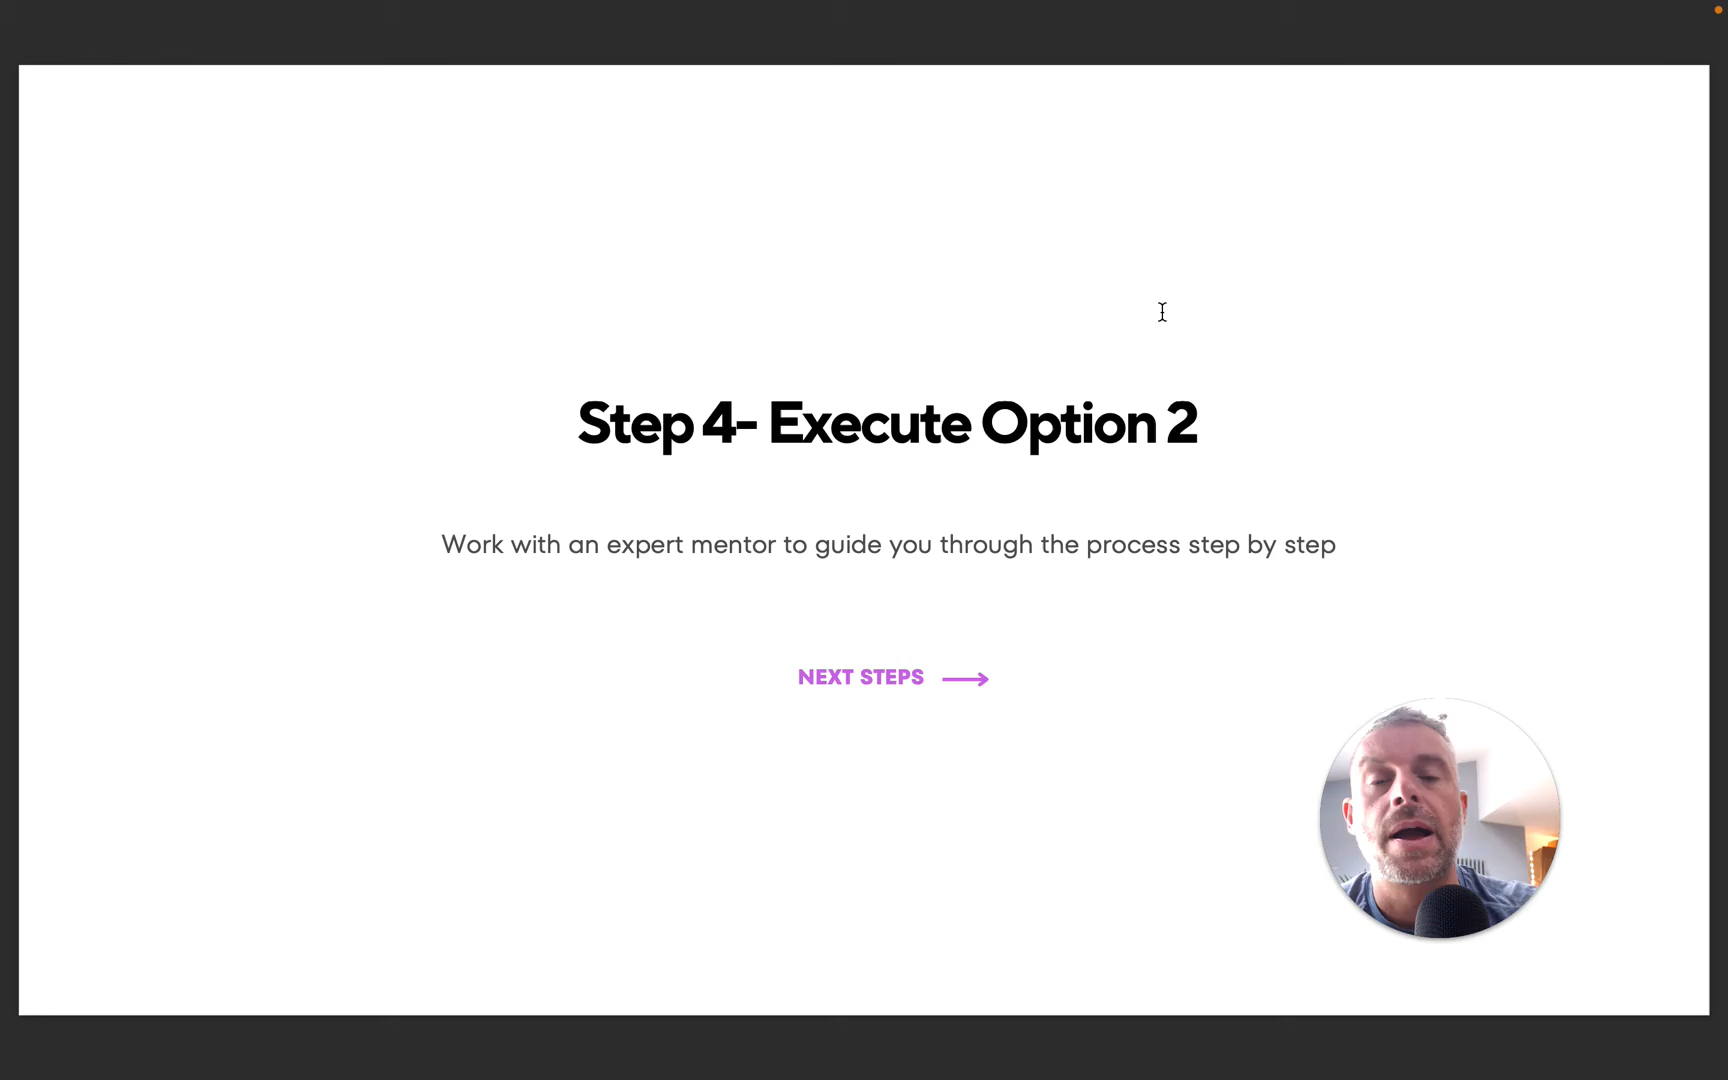 Step 4- Execute Option 2
Work with an expert mentor to guide you through the process step by step
NEXT STEPS